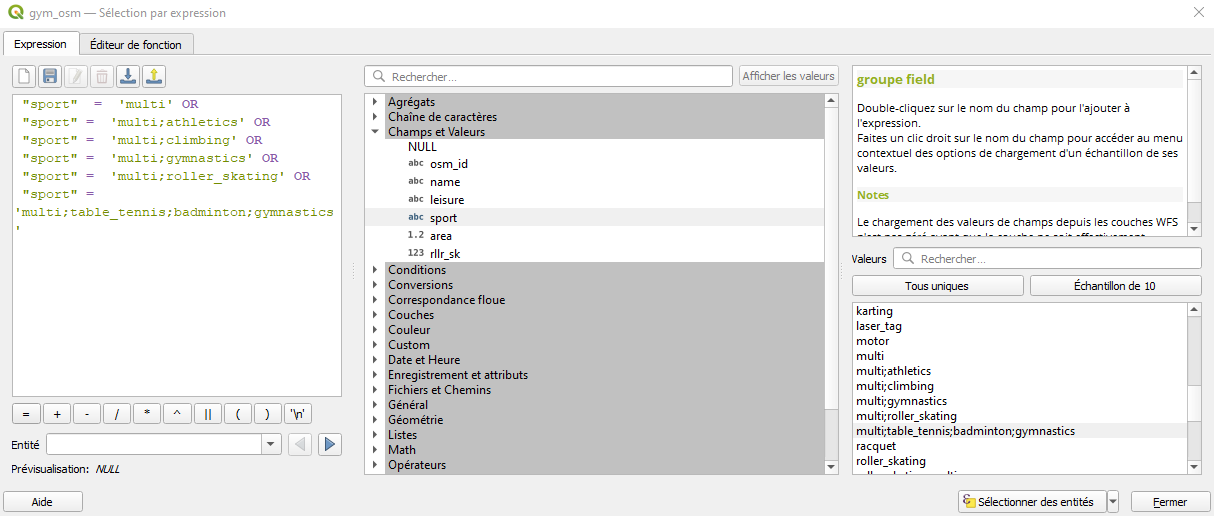 gym_osm — Sélection par expression
Expression
Éditeur de fonction
"sport" = 'multi' OR
"sport" = 'multi;athletics' OR
"sport" = 'multi;climbing' OR
"sport" = 'multi;gymnastics' OR
"sport" = 'multi;roller_skating' OR
"sport" =
'multi;table_tennis;badminton;gymnastics
'
= + - / * ^ || ( ) '\n'
Entité
Prévisualisation: NULL
Rechercher...
Afficher les valeurs
Agrégats
Chaîne de caractères
Champs et Valeurs
NULL
abc osm_id
abc name
abc leisure
abc sport
1.2 area
123 rllr_sk
Conditions
Conversions
Correspondance floue
Couches
Couleur
Custom
Date et Heure
Enregistrement et attributs
Fichiers et Chemins
Général
Géométrie
Listes
Math
Opérateurs
groupe field
Double-cliquez sur le nom du champ pour l'ajouter à
l'expression.
Faites un clic droit sur le nom du champ pour accéder au menu
contextuel des options de chargement d'un échantillon de ses
valeurs.
Notes
Le chargement des valeurs de champs depuis les couches WFS
Valeurs
Rechercher...
Tous uniques
Échantillon de 10
karting
laser_tag
motor
multi
multi;athletics
multi;climbing
multi;gymnastics
multi;roller_skating
multi;table_tennis;badminton;gymnastics
racquet
roller_skating
Aide
Sélectionner des entités
Fermer